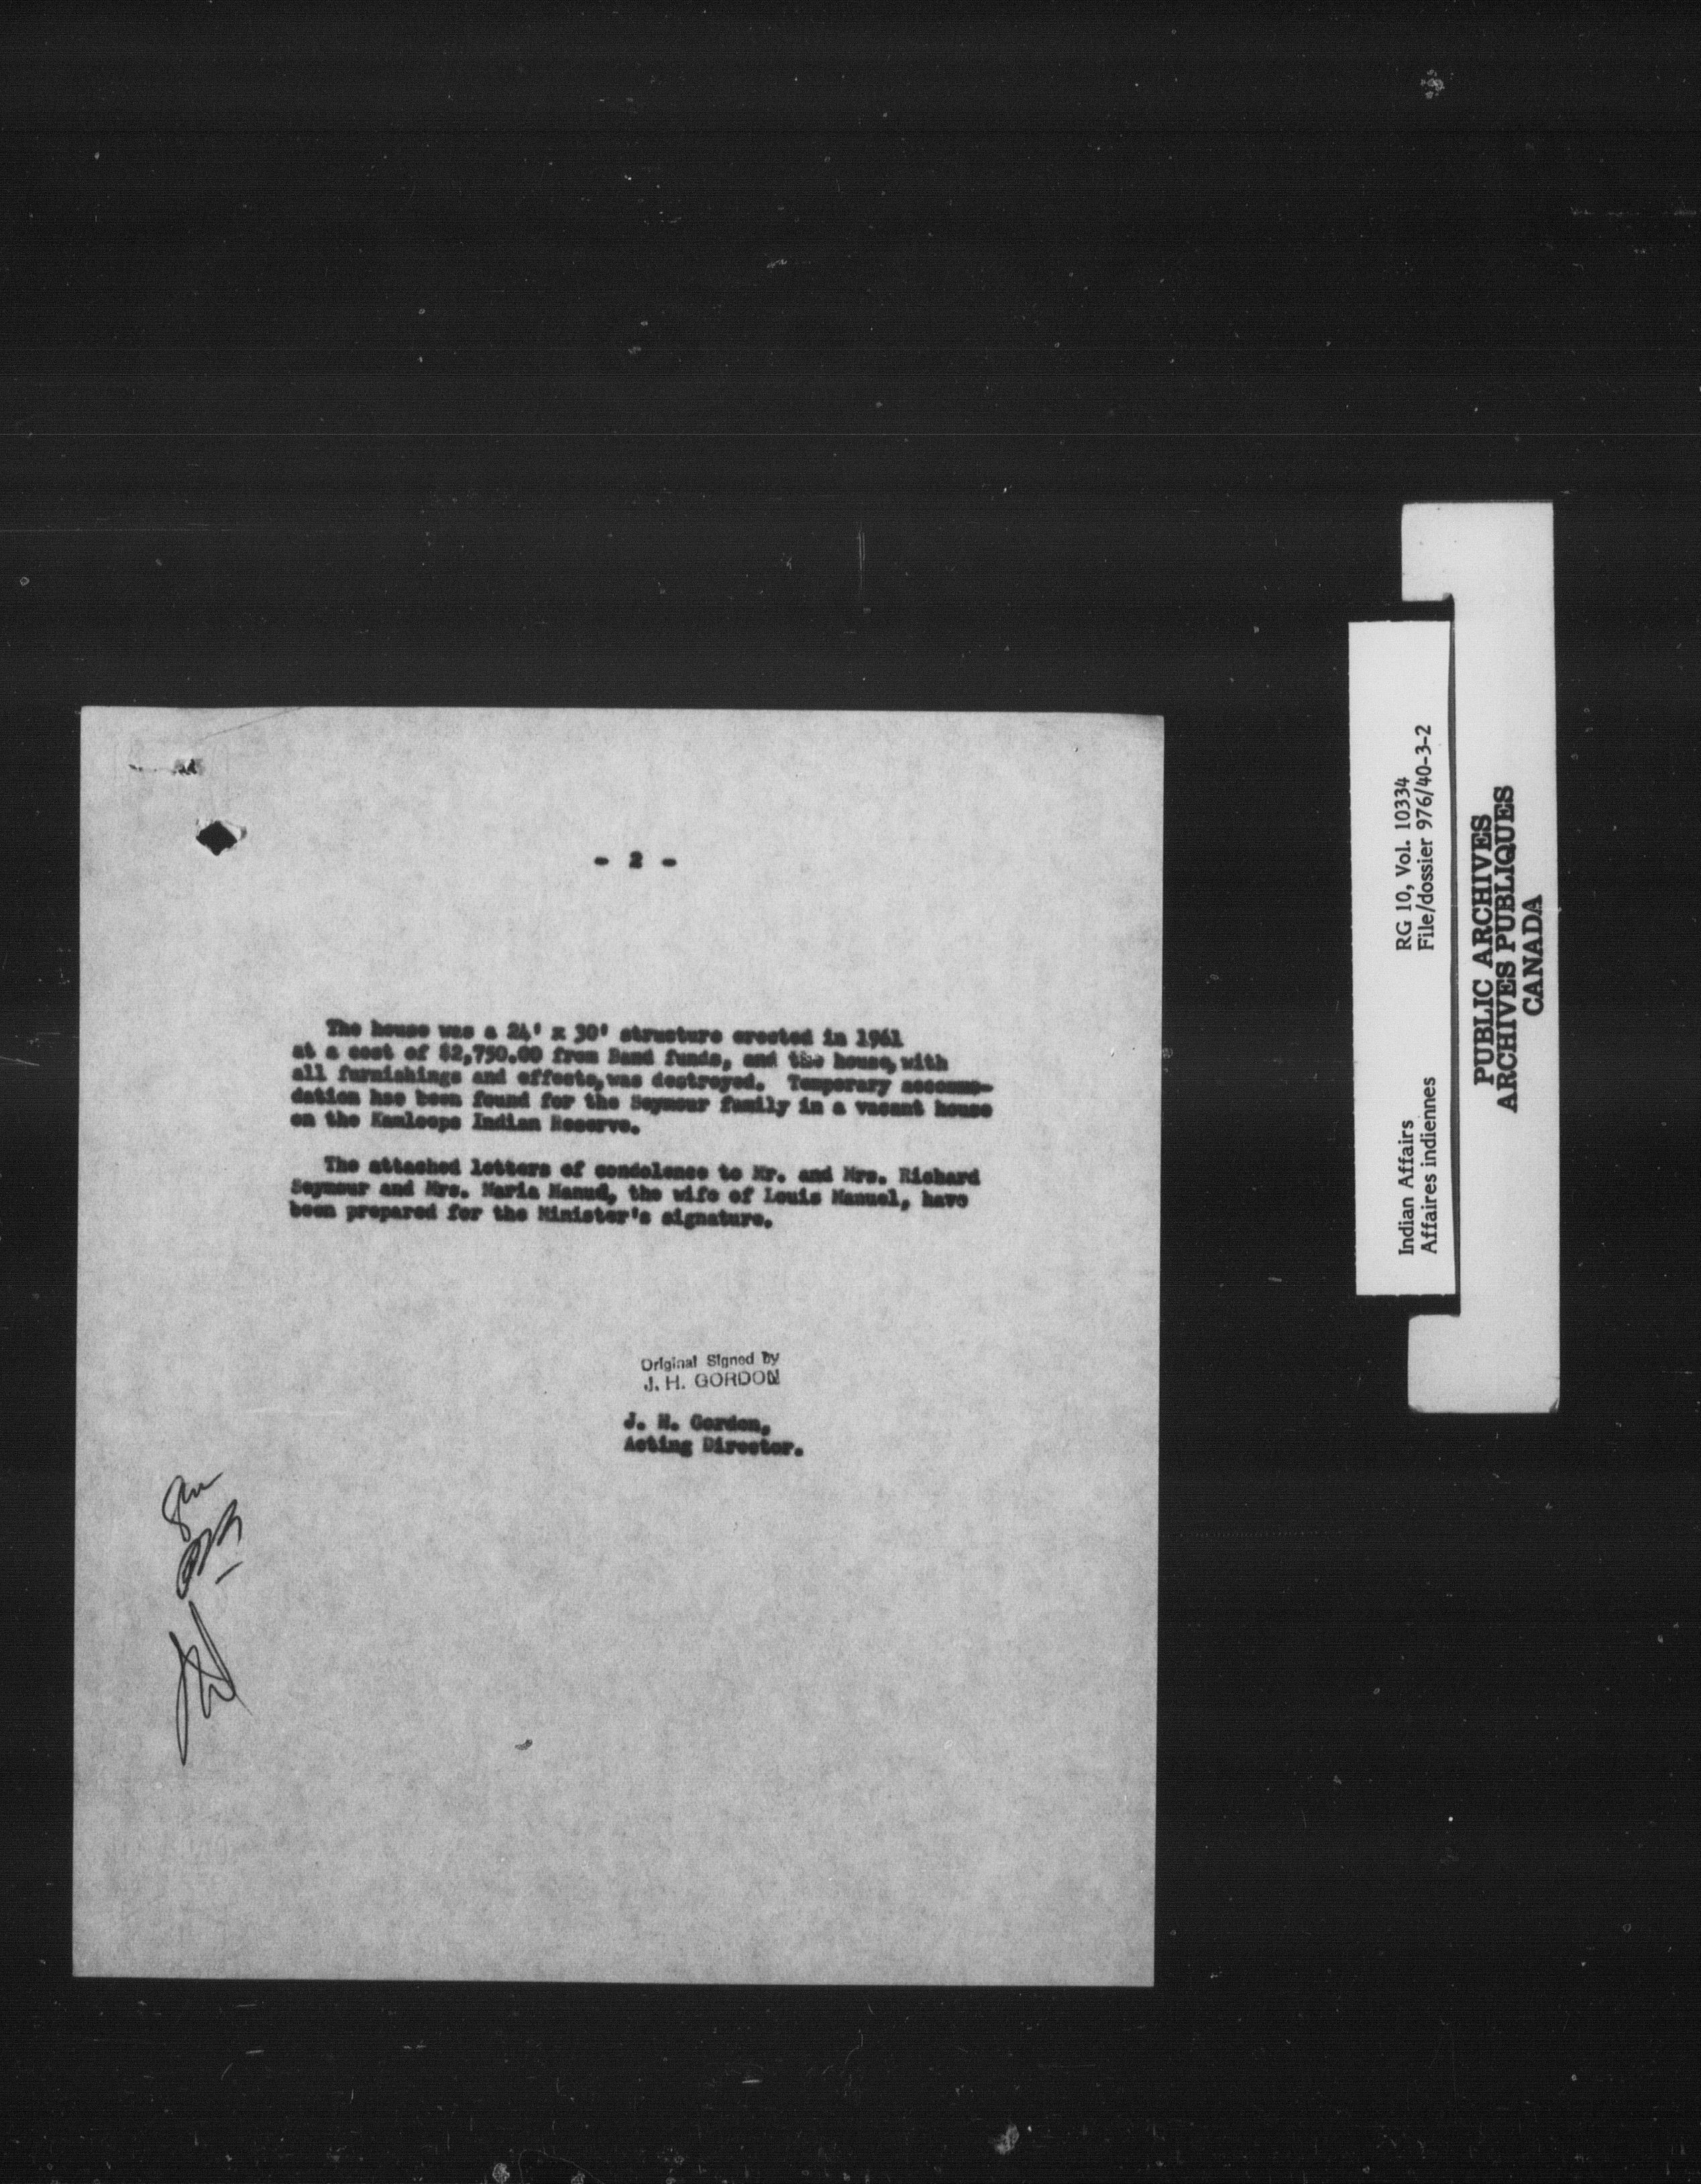 - 2 -
The house was a 24' x 30' structure erected in 1961
at a cost of $2,750.00 from Band funds, and the house, with
all furnishings and effects, was destroyed. Temporary accommo-
dation has been found for the Seymour family in a vacant house
on the Kamloops Indian Reserve.
The attached letters of condolence to Mr. and Mrs. Richard
Seymour and Mrs. Maria Manuel, the wife of Louis Manuel, have
been prepared for the Minister's signature.
Original Signed by
J. H. GORDON
J. H. Gordon,
Acting Director.
Indian Affairs RG 10, Vol. 10334
Affaires indiennes File/dossier 976/40-3-2
PUBLIC ARCHIVES
ARCHIVES PUBLIQUES
CANADA